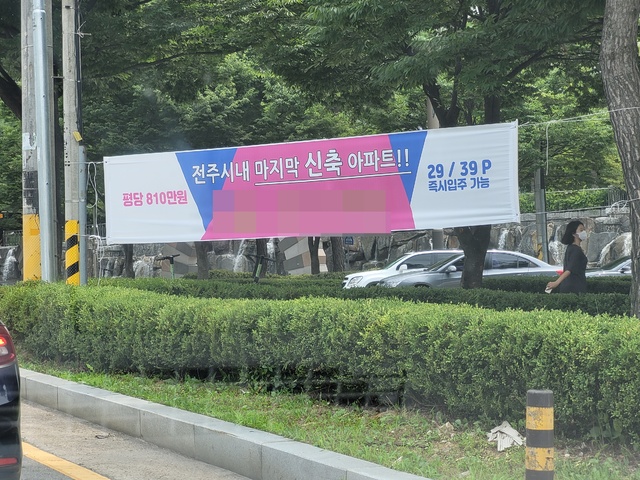 평당 810만원
전주시내 마지막 신축 아파트!!
29 / 39 P
즉시입주 가능